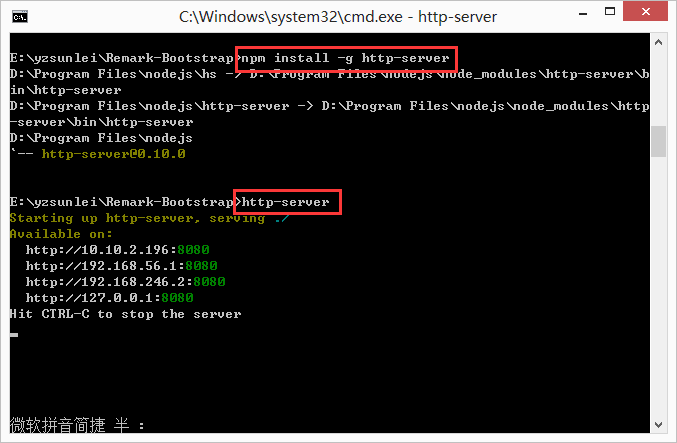 C:\Windows\system32\cmd.exe - http-server
E:\yzsunlei\Remark-Bootstrap>npm install -g http-server
D:\Program Files\nodejs\hs -> D:\Program Files\nodejs\node_modules\http-server\b
in\http-server
D:\Program Files\nodejs\http-server -> D:\Program Files\nodejs\node_modules\http
-server\bin\http-server
D:\Program Files\nodejs
`-- http-server@0.10.0
E:\yzsunlei\Remark-Bootstrap>http-server
Starting up http-server, serving ./
Available on:
http://10.10.2.196:8080
http://192.168.56.1:8080
http://192.168.246.2:8080
http://127.0.0.1:8080
Hit CTRL-C to stop the server
微软拼音简捷 半 :